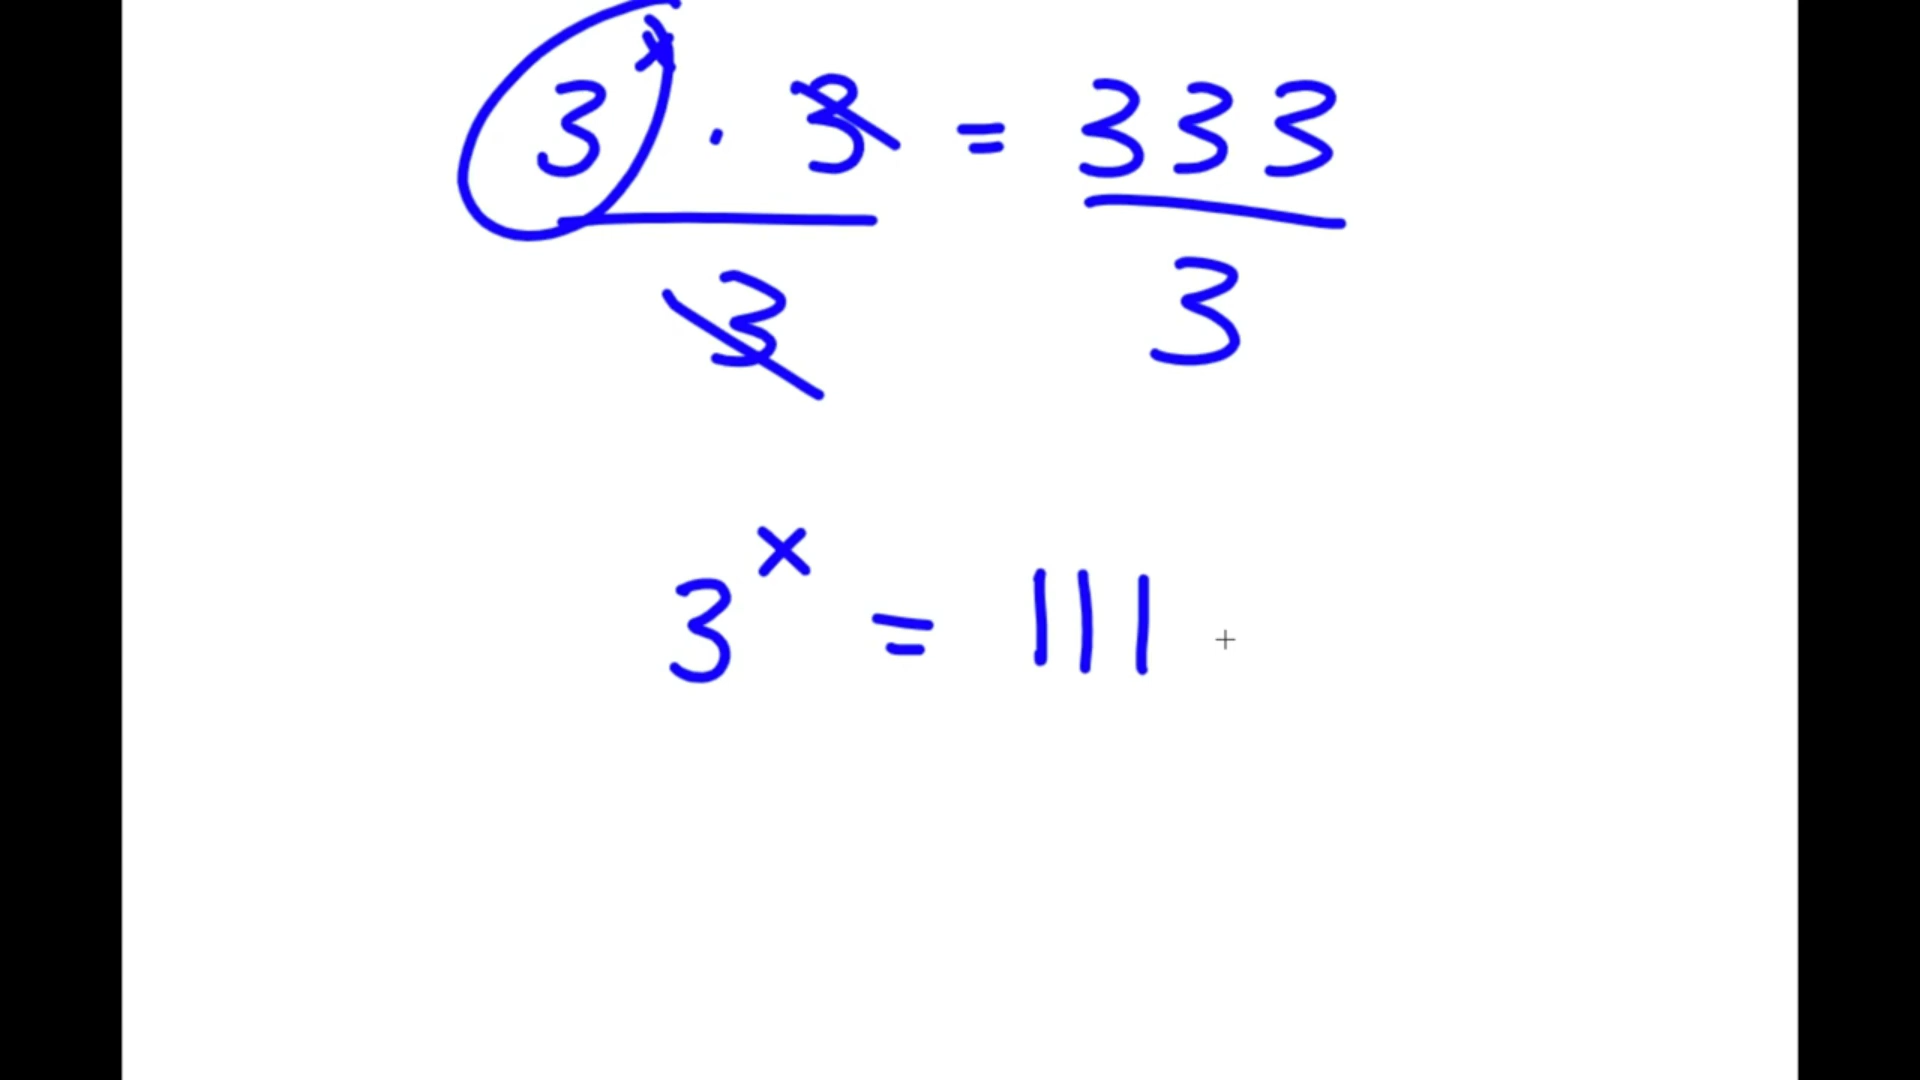 3ˣ · 3 = 333
3 3
3ˣ = 111